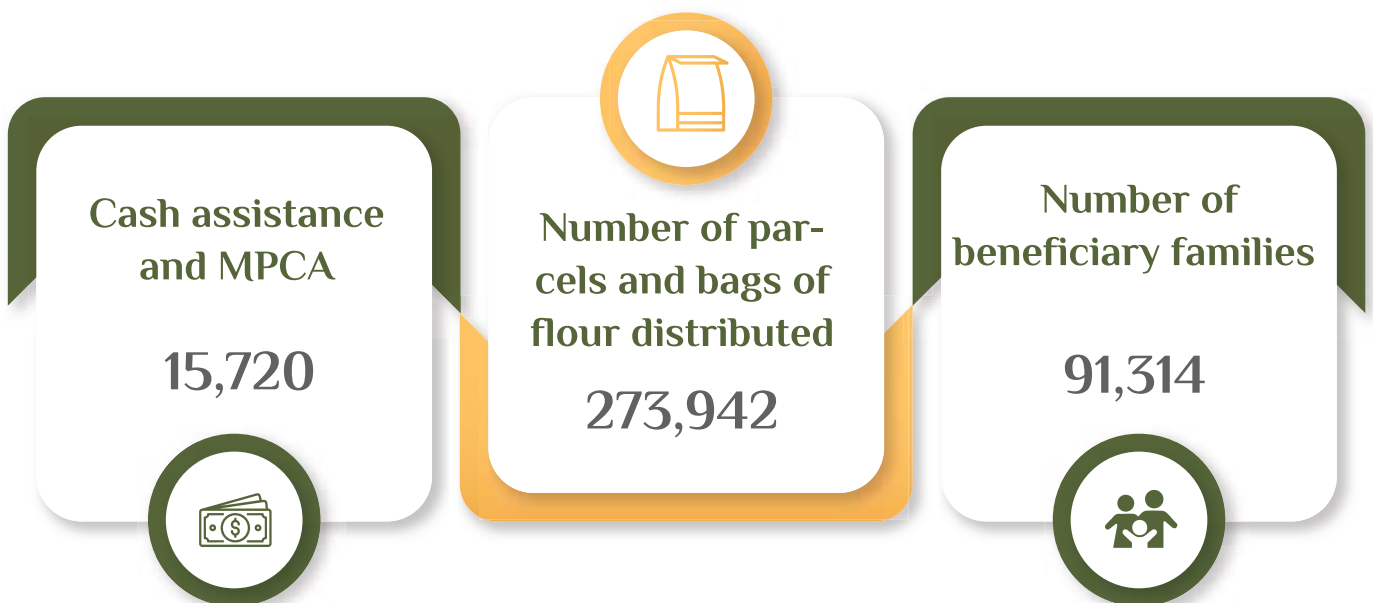 Cash assistance
and MPCA
15,720
Number of par-
cels and bags of
flour distributed
273,942
Number of
beneficiary families
91,314